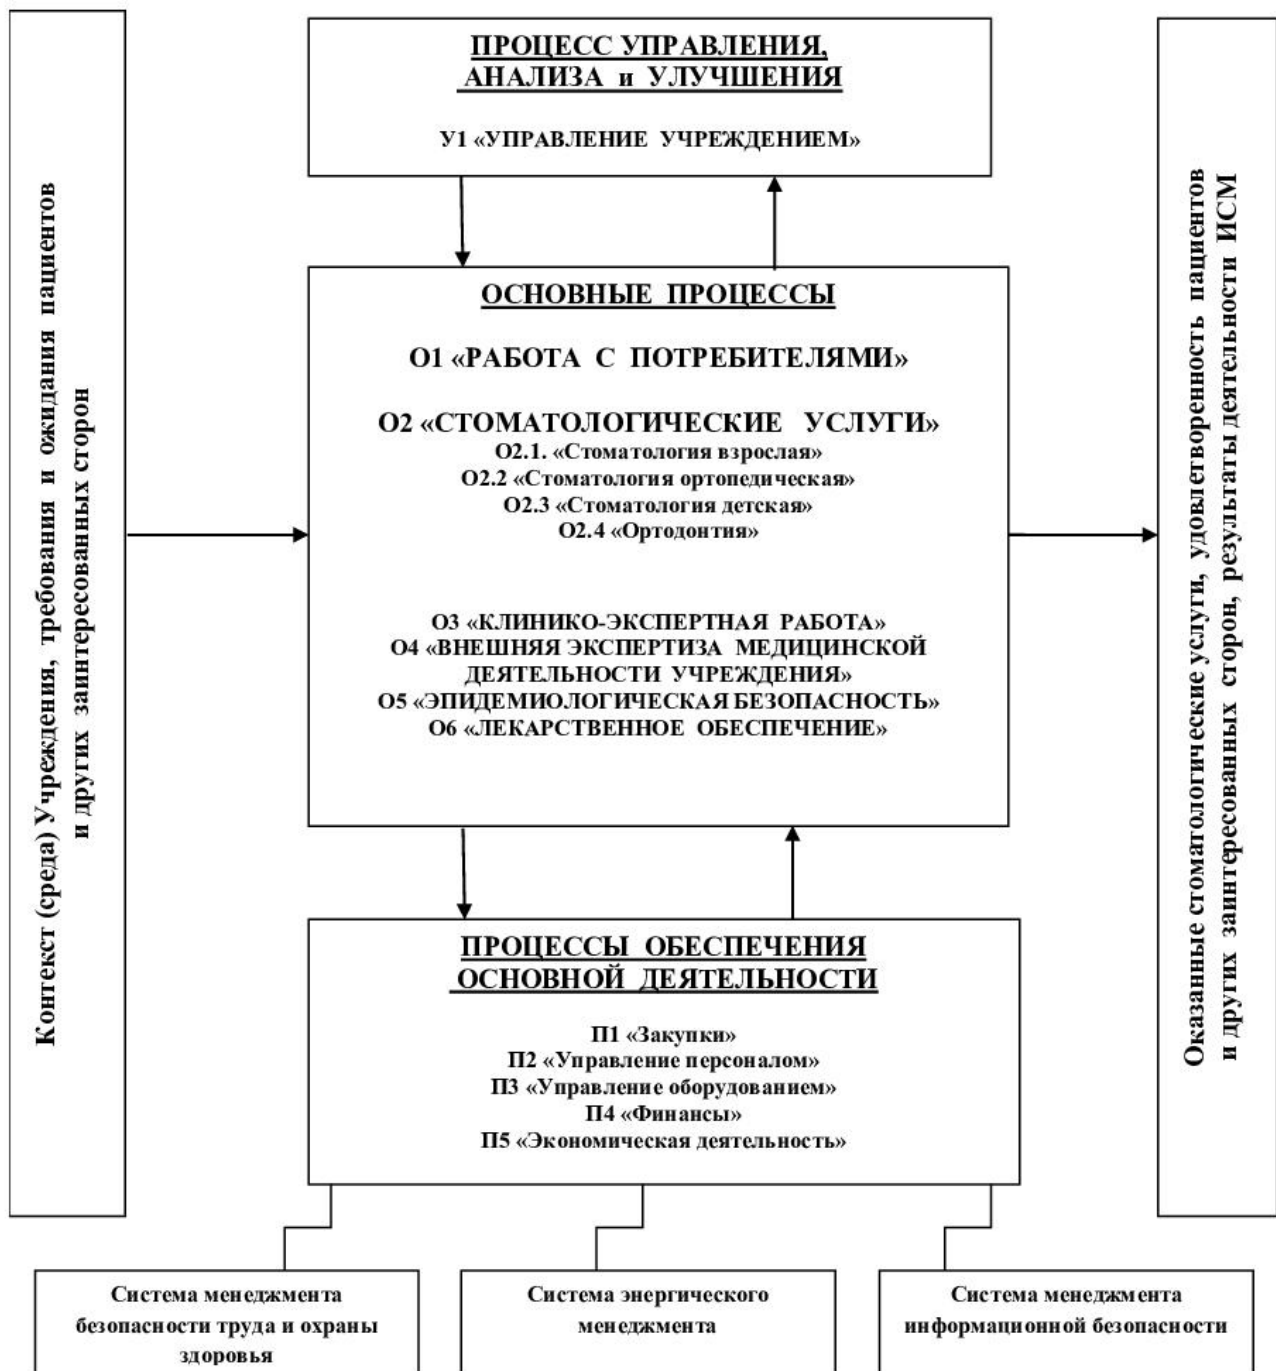 Контекст (среда) Учреждения, требования и ожидания пациентов
и других заинтересованных сторон
ПРОЦЕСС УПРАВЛЕНИЯ,
АНАЛИЗА и УЛУЧШЕНИЯ
У1 «УПРАВЛЕНИЕ УЧРЕЖДЕНИЕМ»
ОСНОВНЫЕ ПРОЦЕССЫ
О1 «РАБОТА С ПОТРЕБИТЕЛЯМИ»
О2 «СТОМАТОЛОГИЧЕСКИЕ УСЛУГИ»
О2.1. «Стоматология взрослая»
О2.2 «Стоматология ортопедическая»
О2.3 «Стоматология детская»
О2.4 «Ортодонтия»
О3 «КЛИНИКО-ЭКСПЕРТНАЯ РАБОТА»
О4 «ВНЕШНЯЯ ЭКСПЕРТИЗА МЕДИЦИНСКОЙ
ДЕЯТЕЛЬНОСТИ УЧРЕЖДЕНИЯ»
О5 «ЭПИДЕМИОЛОГИЧЕСКАЯ БЕЗОПАСНОСТЬ»
О6 «ЛЕКАРСТВЕННОЕ ОБЕСПЕЧЕНИЕ»
ПРОЦЕССЫ ОБЕСПЕЧЕНИЯ
ОСНОВНОЙ ДЕЯТЕЛЬНОСТИ
П1 «Закупки»
П2 «Управление персоналом»
П3 «Управление оборудованием»
П4 «Финансы»
П5 «Экономическая деятельность»
Оказанные стоматологические услуги, удовлетворенность пациентов
и других заинтересованных сторон, результаты деятельности ИСМ
Система менеджмента
безопасности труда и охраны
здоровья
Система энергического
менеджмента
Система менеджмента
информационной безопасности